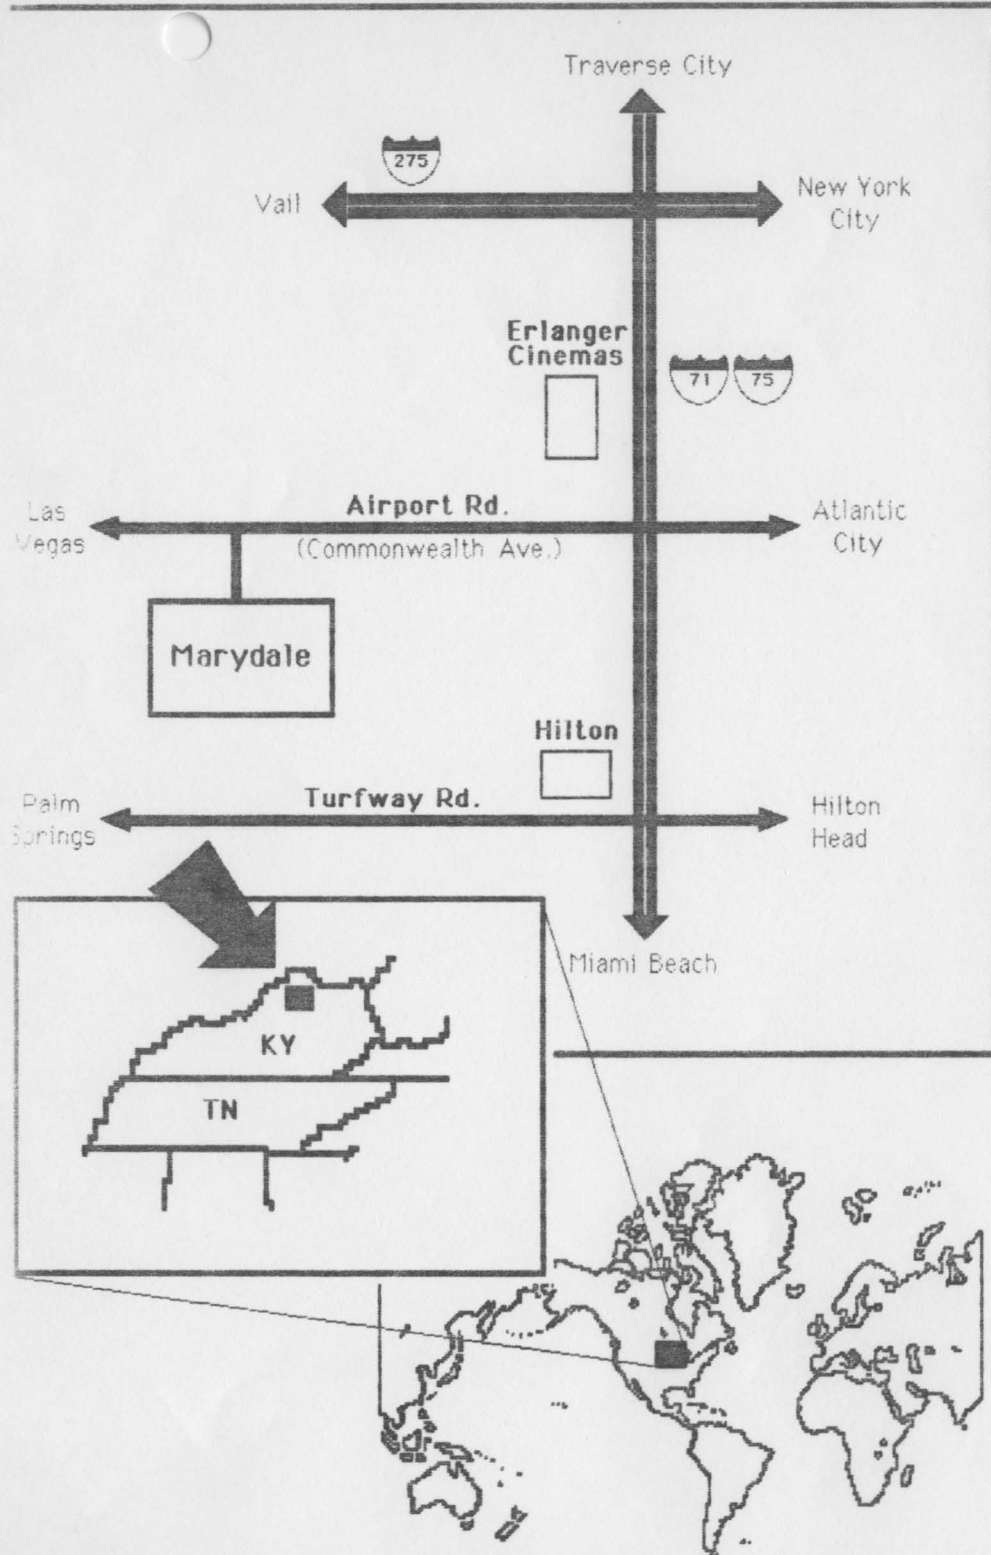 Traverse City
275
Vail
New York
City
Erlanger
Cinemas
71
75
Las
Vegas
Airport Rd.
(Commonwealth Ave.)
Atlantic
City
Marydale
Hilton
Palm
Springs
Turfway Rd.
Hilton
Head
Miami Beach
KY
TN